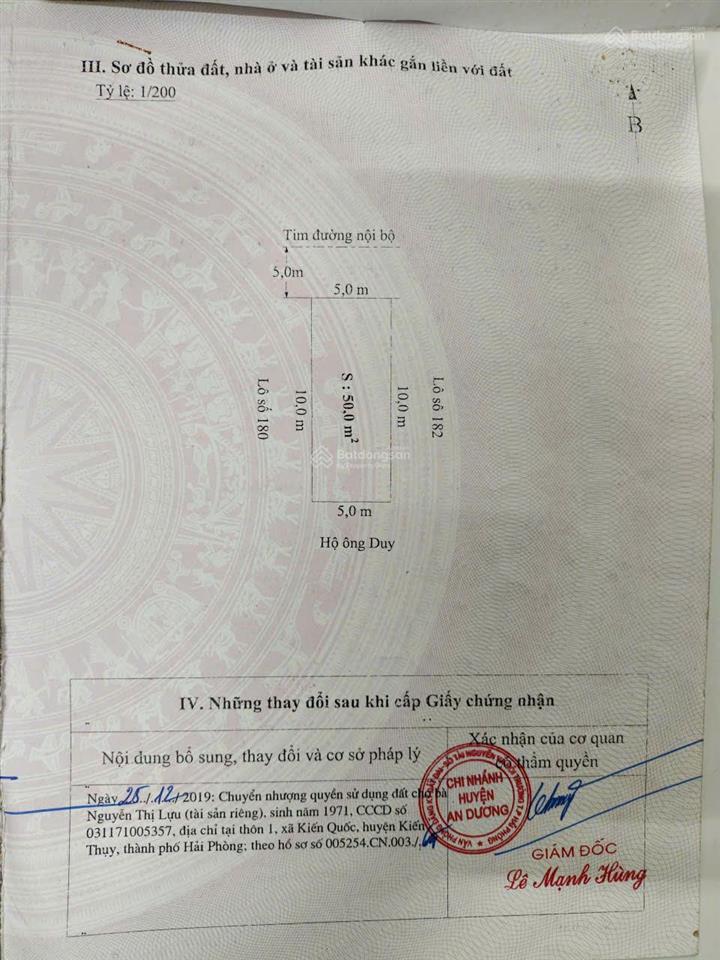 III. Sơ đồ thửa đất, nhà ở và tài sản khác gắn liền với đất
Tỷ lệ: 1/200
B
Tim đường nội bộ
5,0m
5,0 m
Lô số 180
10,0 m
S : 50,0 m²
10,0 m
Lô số 182
Batdongsan
5,0 m
Hộ ông Duy
IV. Những thay đổi sau khi cấp Giấy chứng nhận
Nội dung bổ sung, thay đổi và cơ sở pháp lý
Xác nhận của cơ quan
có thẩm quyền
Ngày 25/12/2019: Chuyển nhượng quyền sử dụng đất cho bà
Nguyễn Thị Lựu (tài sản riêng), sinh năm 1971, CCCD số
031171005357, địa chỉ tại thôn 1, xã Kiến Quốc, huyện Kiến
Thụy, thành phố Hải Phòng; theo hồ sơ số 005254.CN.003./.
CHI NHÁNH
HUYỆN
AN DƯƠNG
GIÁM ĐỐC
Lê Mạnh Hùng